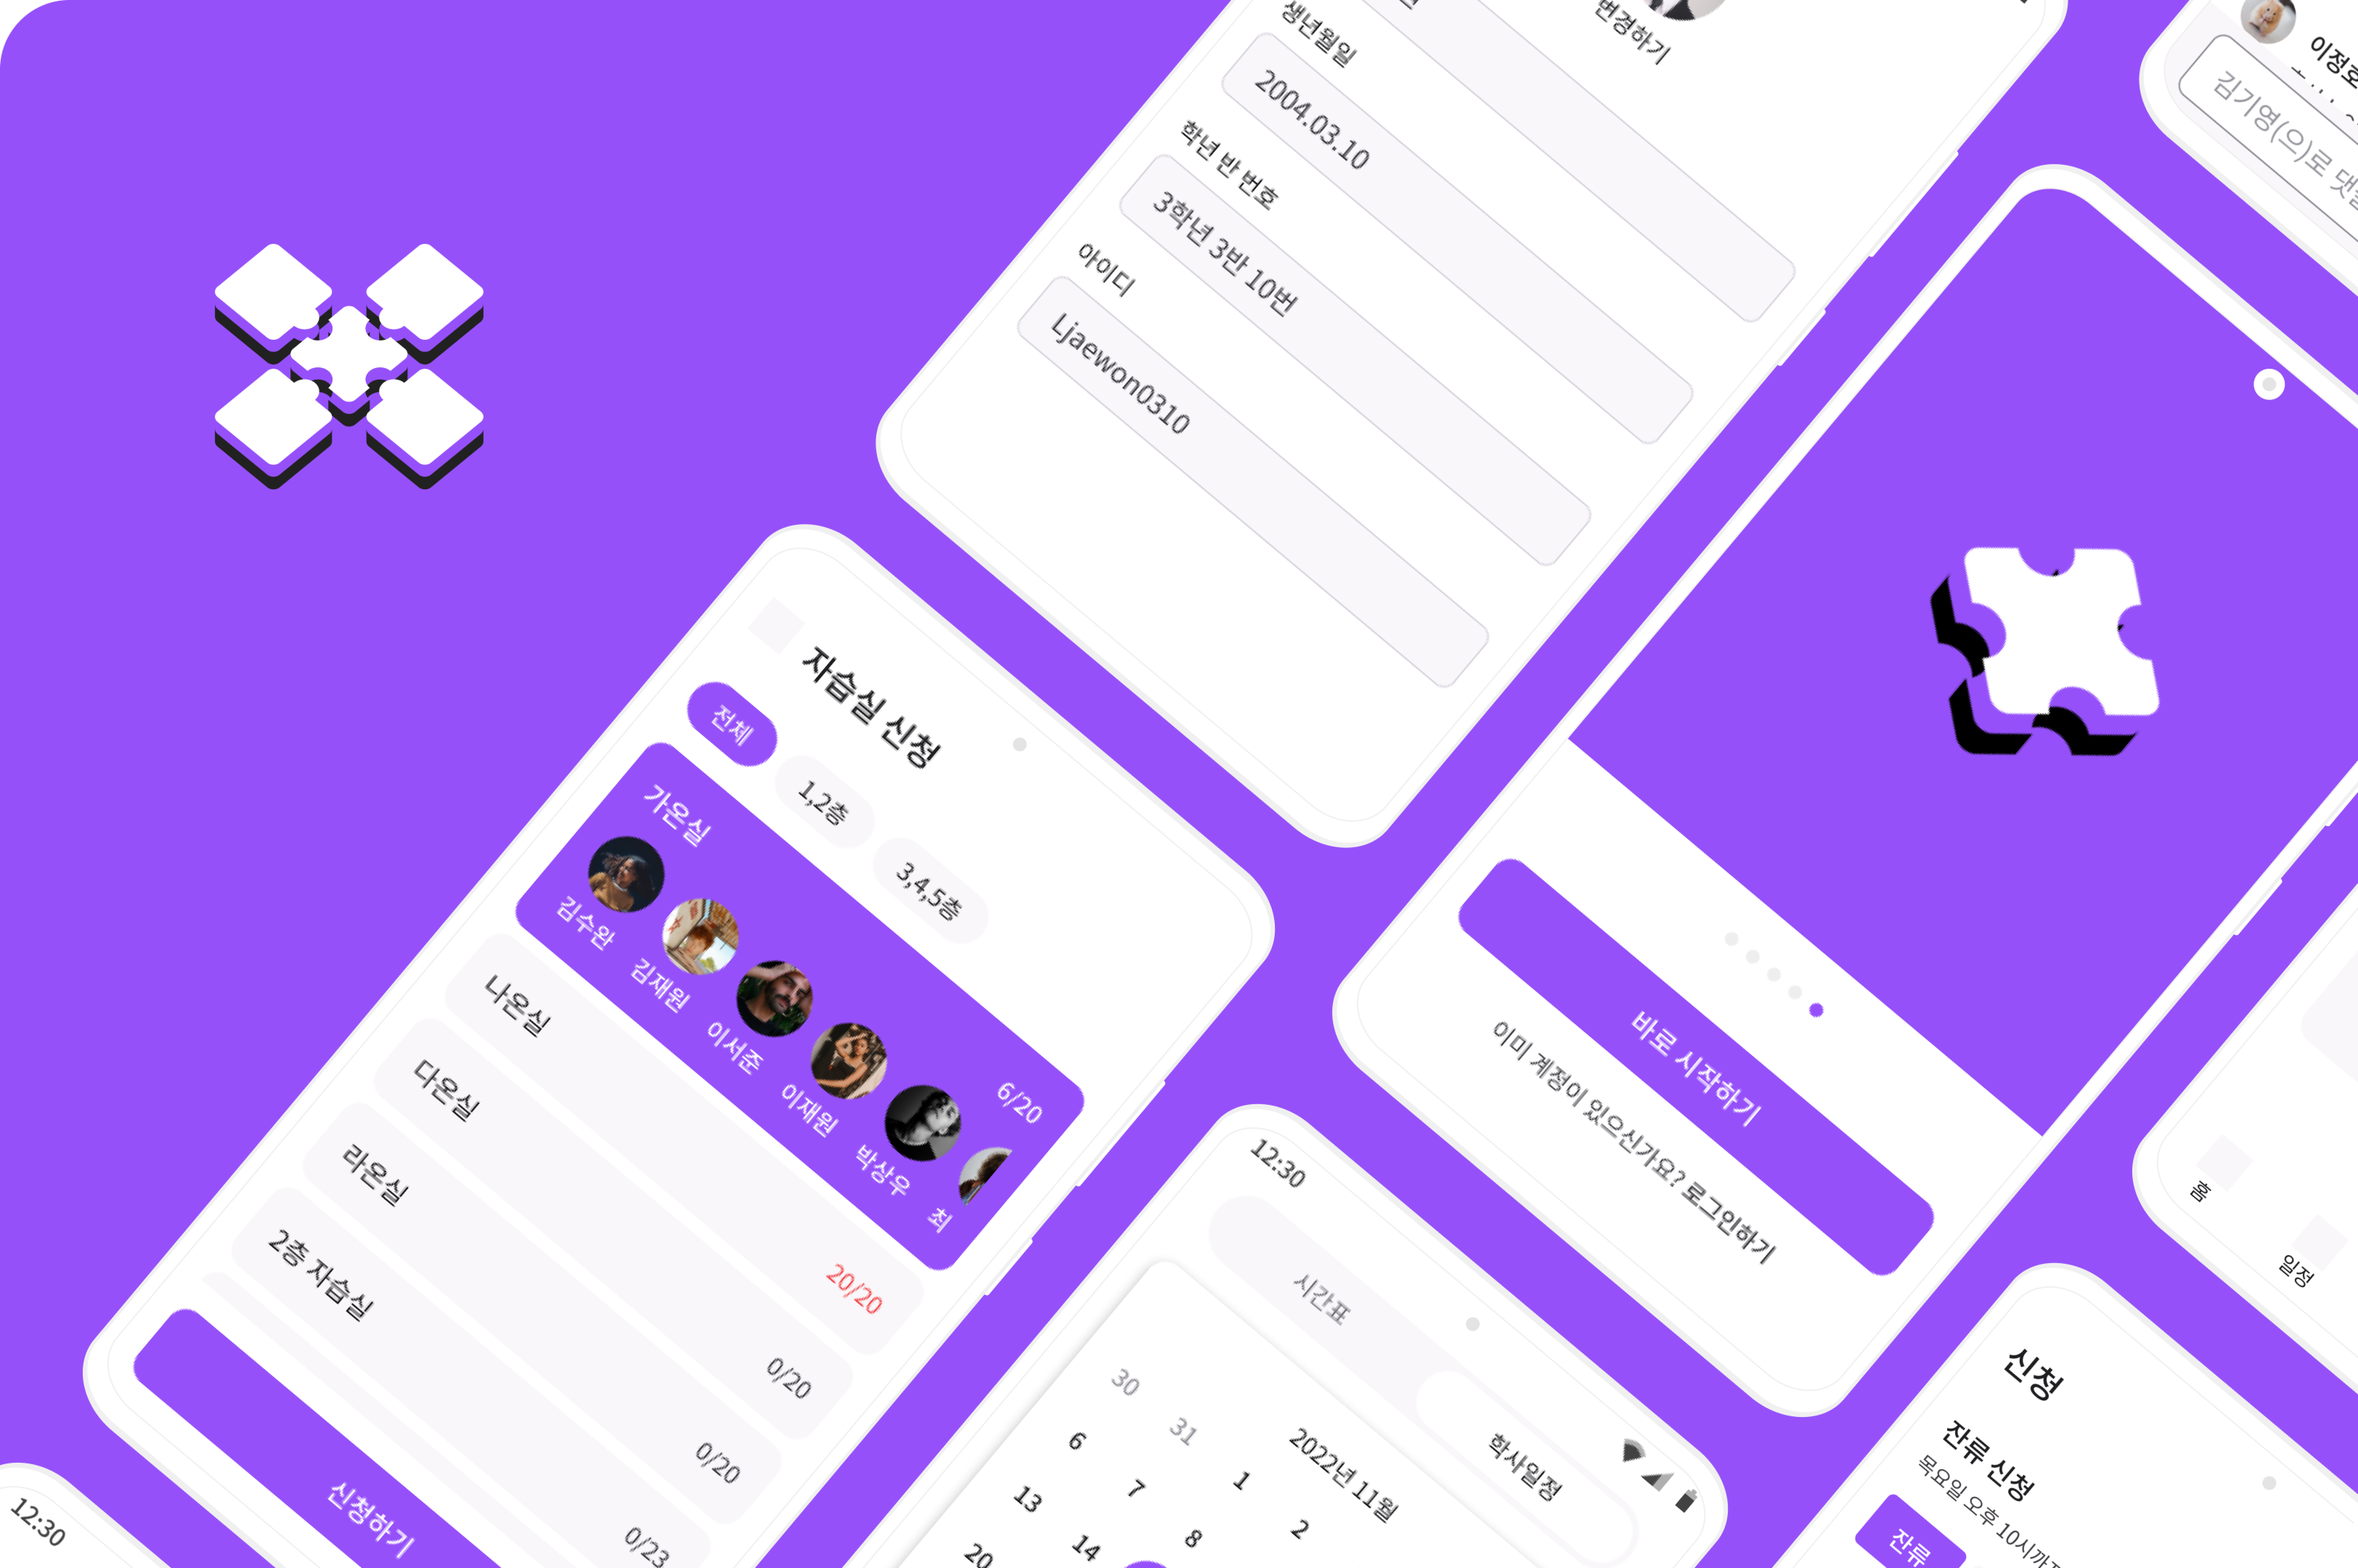 변경하기
생년월일
2004.03.10
학년 반 번호
3학년 3반 10번
아이디
Ljaewon0310
자습실 신청
전체
1,2층
3,4,5층
가온실
6/20
김수완
김재원
이서준
이재원
박상우
최
나온실
20/20
다온실
0/20
라온실
0/20
2층 자습실
0/23
신청하기
12:30
12:30
시간표
학사일정
2022년 11월
30
31
1
2
6
7
8
13
14
20
바로 시작하기
이미 계정이 있으신가요? 로그인하기
김기영(으)로
홈
일정
신청
잔류 신청
목요일 오후 10시까지
잔류